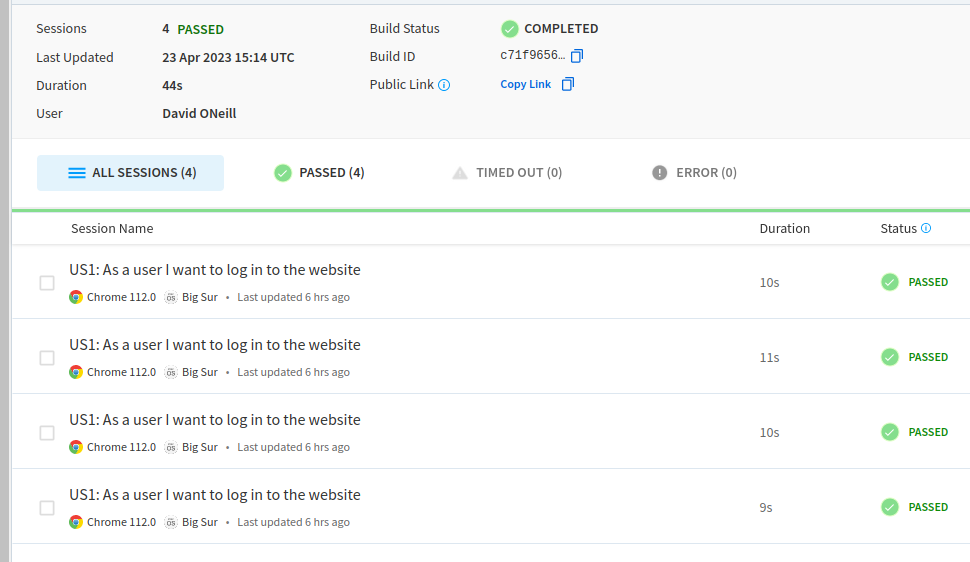 Sessions 4 PASSED Build Status COMPLETED
Last Updated 23 Apr 2023 15:14 UTC Build ID c71f9656…
Duration 44s Public Link Copy Link
User David ONeill
ALL SESSIONS (4) PASSED (4) TIMED OUT (0) ERROR (0)
Session Name Duration Status
US1: As a user I want to log in to the website 10s PASSED
Chrome 112.0 Big Sur • Last updated 6 hrs ago
US1: As a user I want to log in to the website 11s PASSED
Chrome 112.0 Big Sur • Last updated 6 hrs ago
US1: As a user I want to log in to the website 10s PASSED
Chrome 112.0 Big Sur • Last updated 6 hrs ago
US1: As a user I want to log in to the website 9s PASSED
Chrome 112.0 Big Sur • Last updated 6 hrs ago